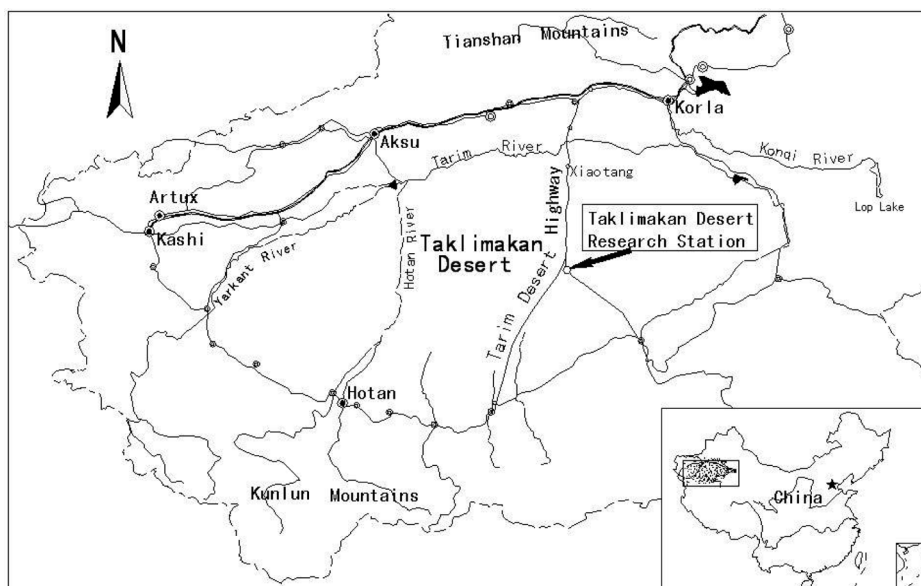 N
Tianshan Mountains
Korla
Aksu
Tarim River
Konqi River
Xiaotang
Lop Lake
Artux
Kashi
Taklimakan Desert
Research Station
Taklimakan
Desert
Yarkant River
Hotan River
Tarim Desert Highway
Hotan
Kunlun Mountains
China